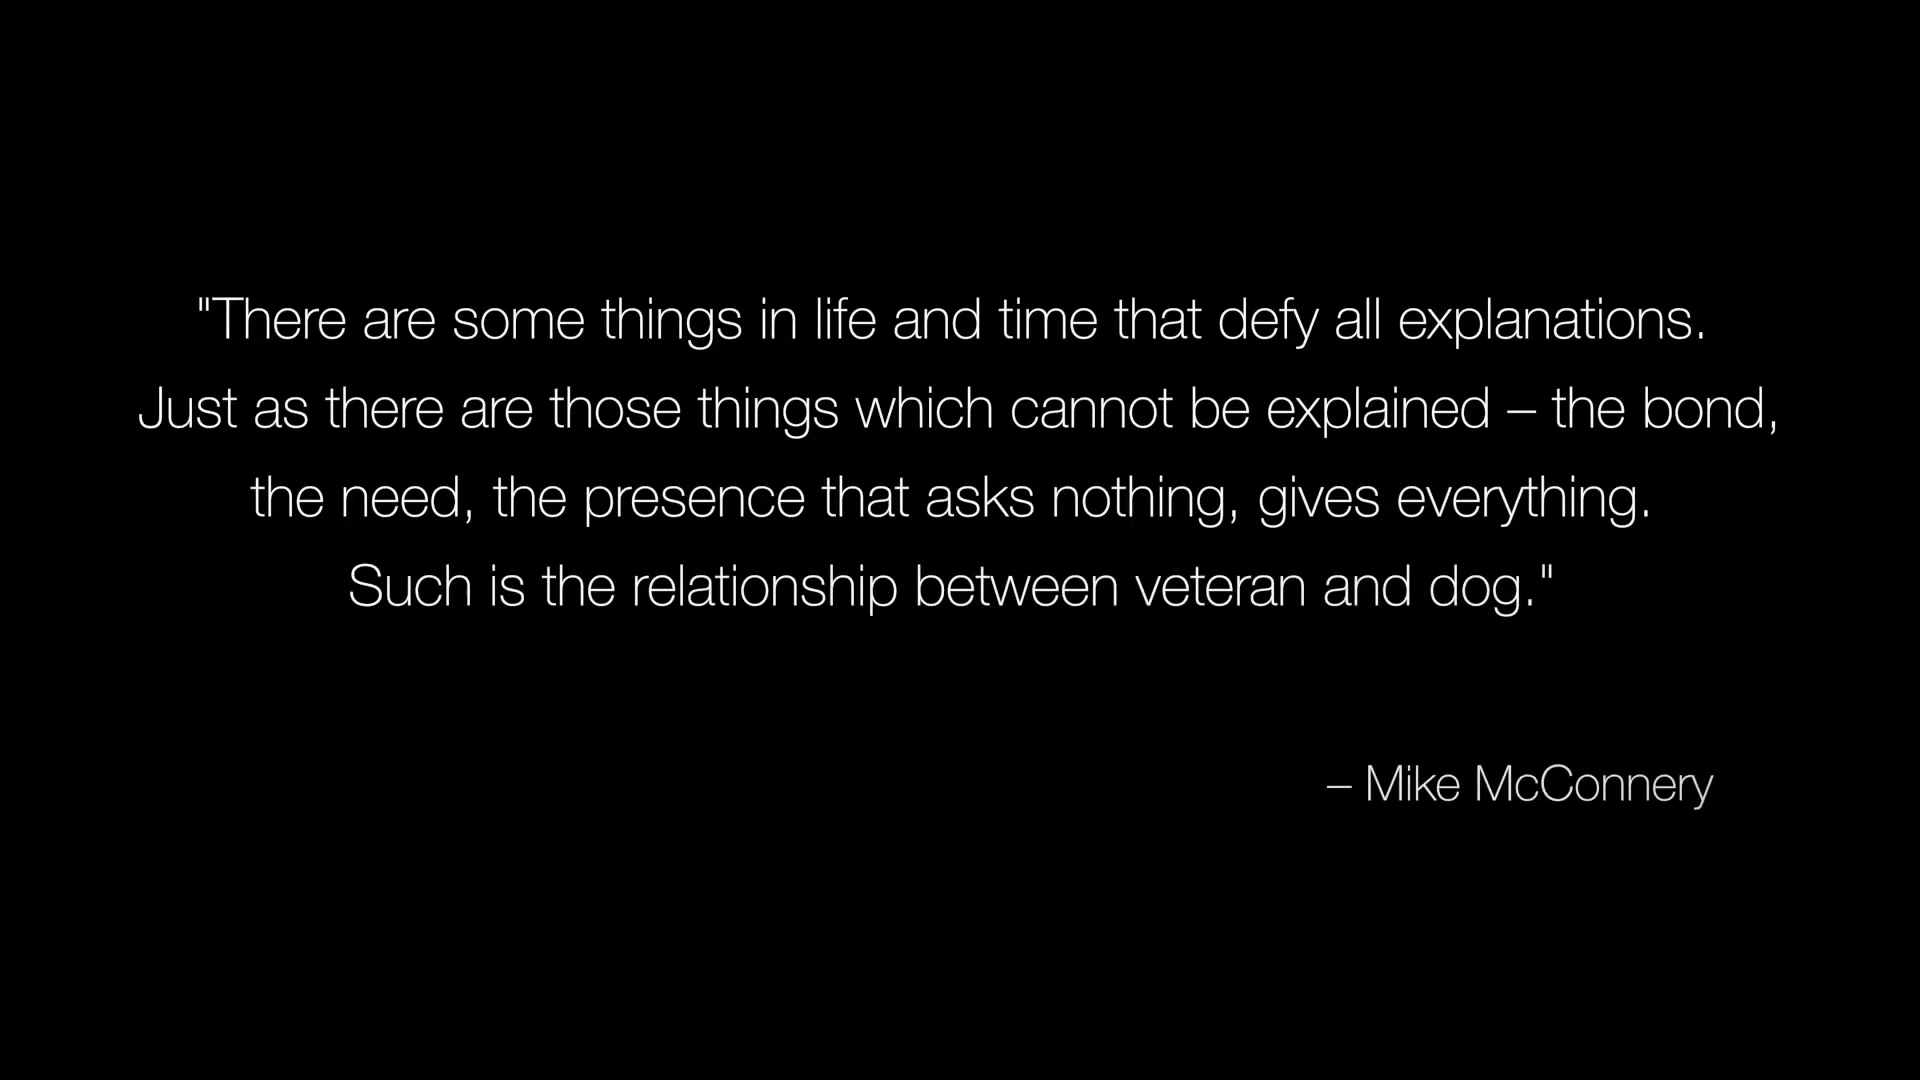 "There are some things in life and time that defy all explanations.
Just as there are those things which cannot be explained – the bond,
the need, the presence that asks nothing, gives everything.
Such is the relationship between veteran and dog."
– Mike McConnery